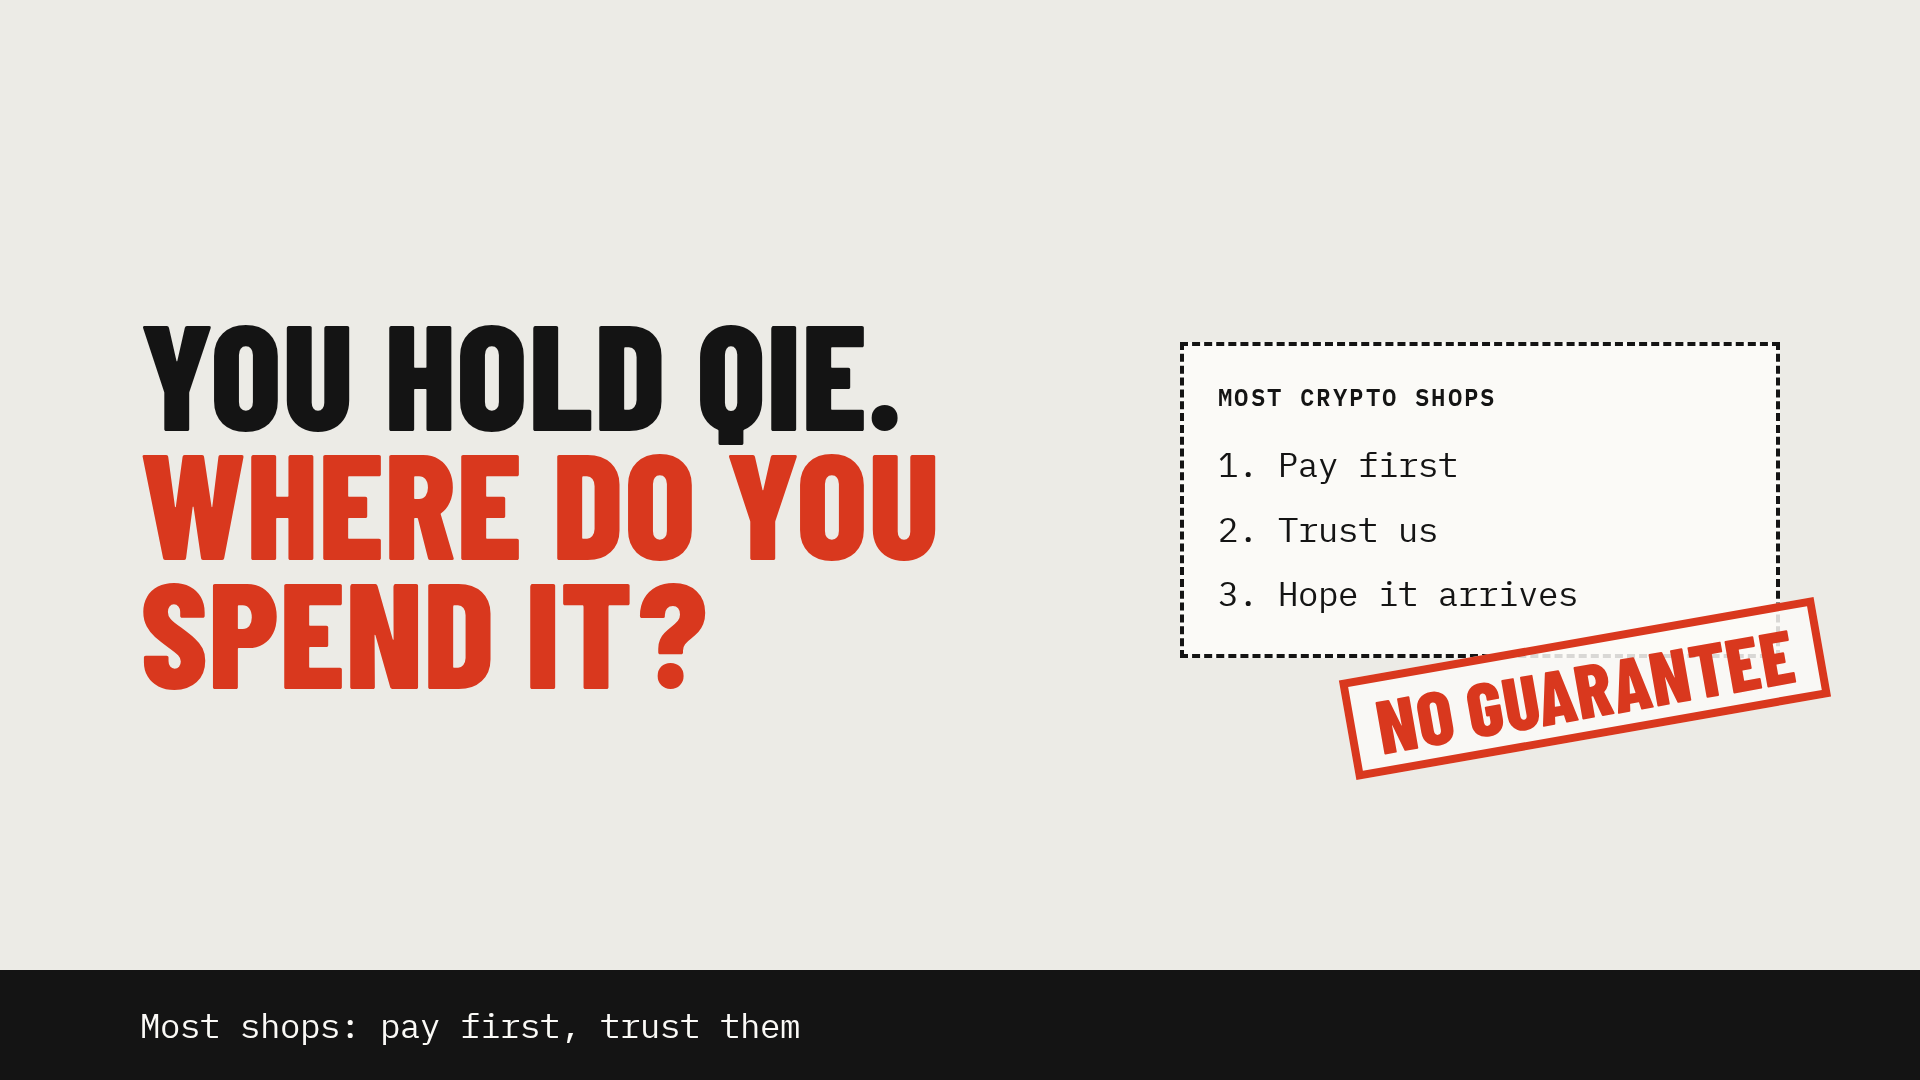 YOU HOLD QIE.
WHERE DO YOU
SPEND IT?
MOST CRYPTO SHOPS
1. Pay first
2. Trust us
3. Hope it arrives
NO GUARANTEE
Most shops: pay first, trust them